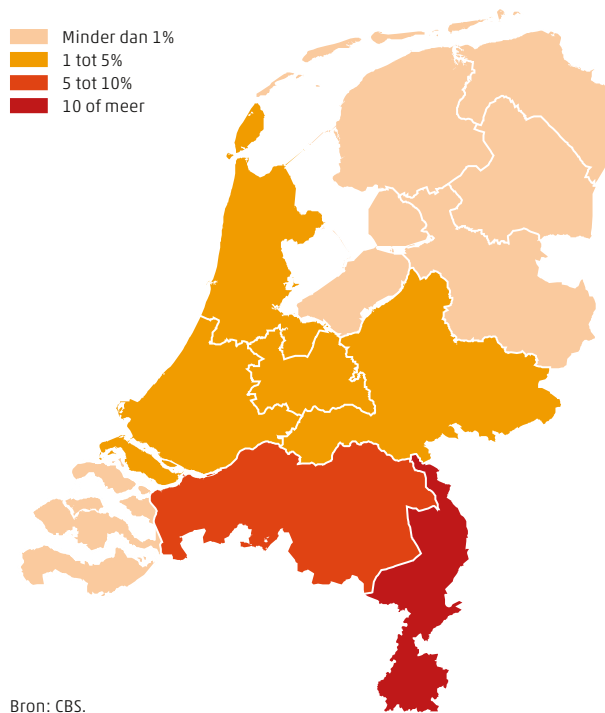 Minder dan 1%
1 tot 5%
5 tot 10%
10 of meer
Bron: CBS.